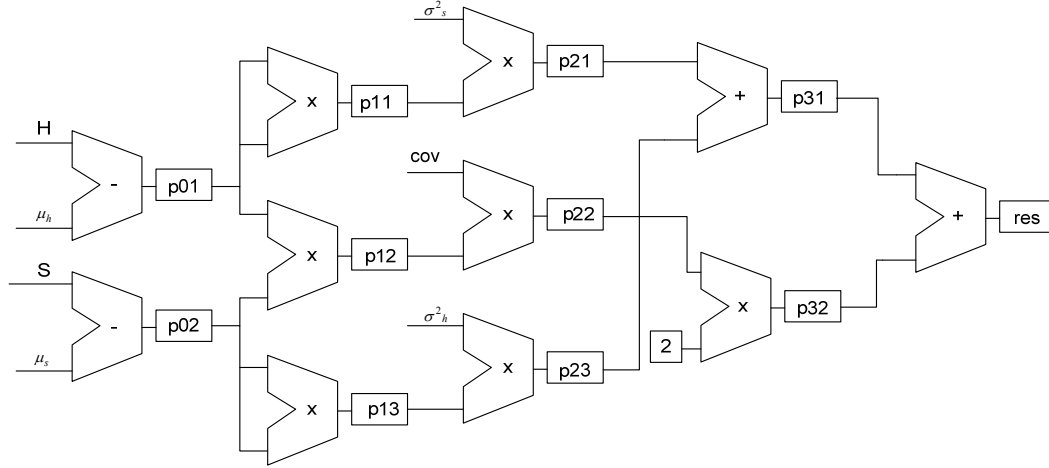 σ²ₛ
x
p21
x
p11
+
p31
H
-
p01
cov
μₕ
x
p22
+
res
x
p12
S
-
p02
σ²ₕ
x
p32
2
μₛ
x
p23
x
p13